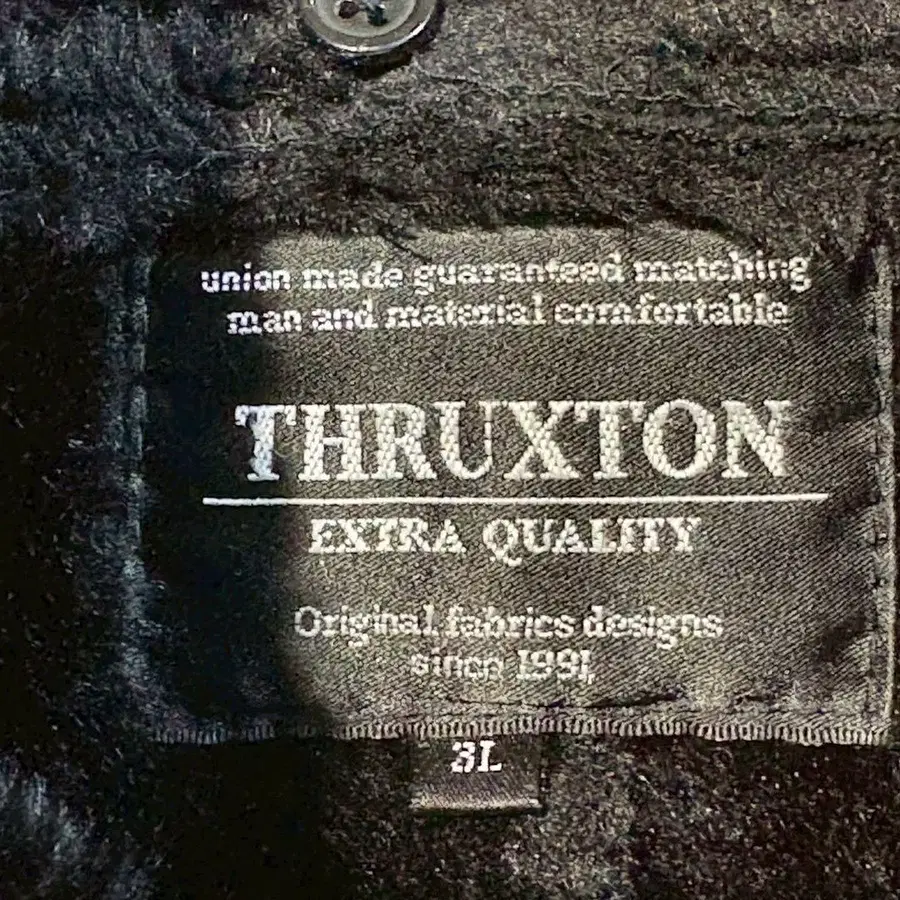 union made guaranteed matching
man and material comfortable
THRUXTON
EXTRA QUALITY
Original fabrics designs
since 1991,
3L